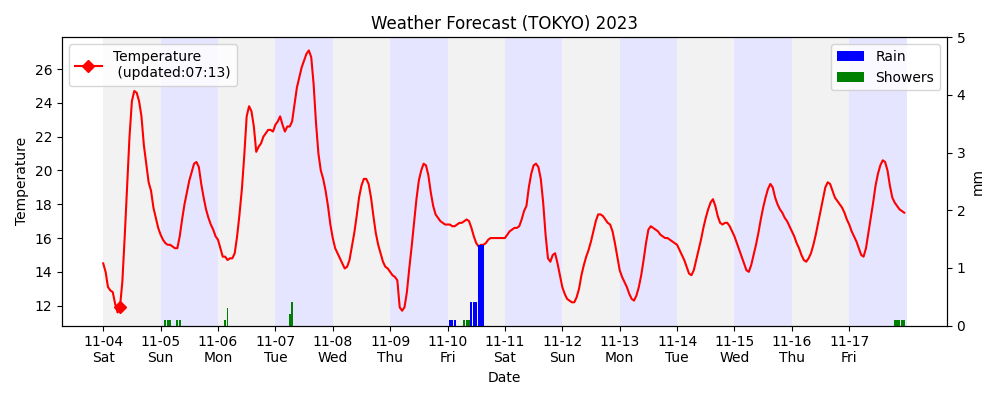 Weather Forecast (TOKYO) 2023
Temperature
(updated:07:13)
Rain
Showers
Temperature
26
24
22
20
18
16
14
12
5
4
3
2
1
0
mm
11-04 11-05 11-06 11-07 11-08 11-09 11-10 11-11 11-12 11-13 11-14 11-15 11-16 11-17
Sat Sun Mon Tue Wed Thu Fri Sat Sun Mon Tue Wed Thu Fri
Date